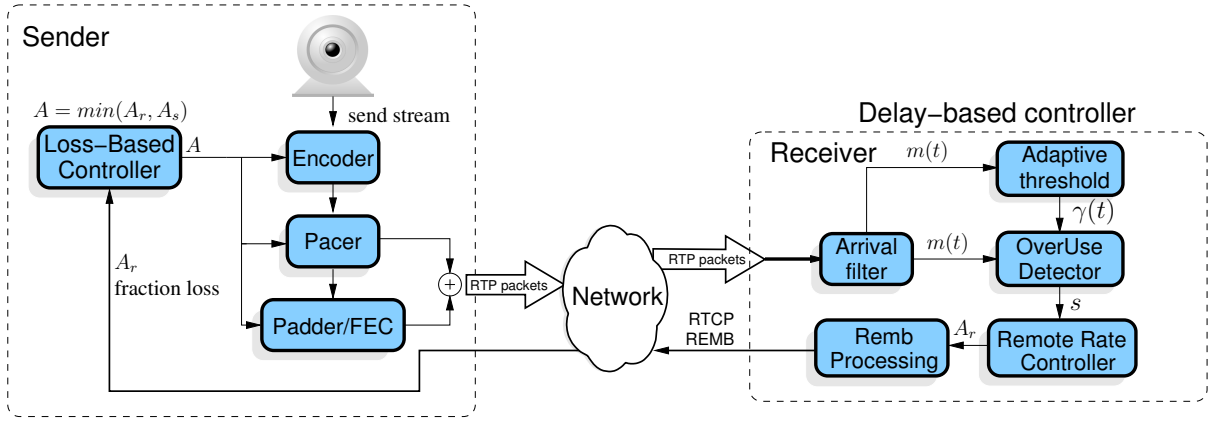 Sender
A = min(A_r, A_s)
Loss−Based
Controller
A
send stream
Encoder
Pacer
Padder/FEC
+
A_r
fraction loss
RTP packets
Network
RTP packets
RTCP
REMB
Delay−based controller
Receiver
m(t)
Adaptive
threshold
γ(t)
Arrival
filter
m(t)
OverUse
Detector
s
Remb
Processing
A_r
Remote Rate
Controller